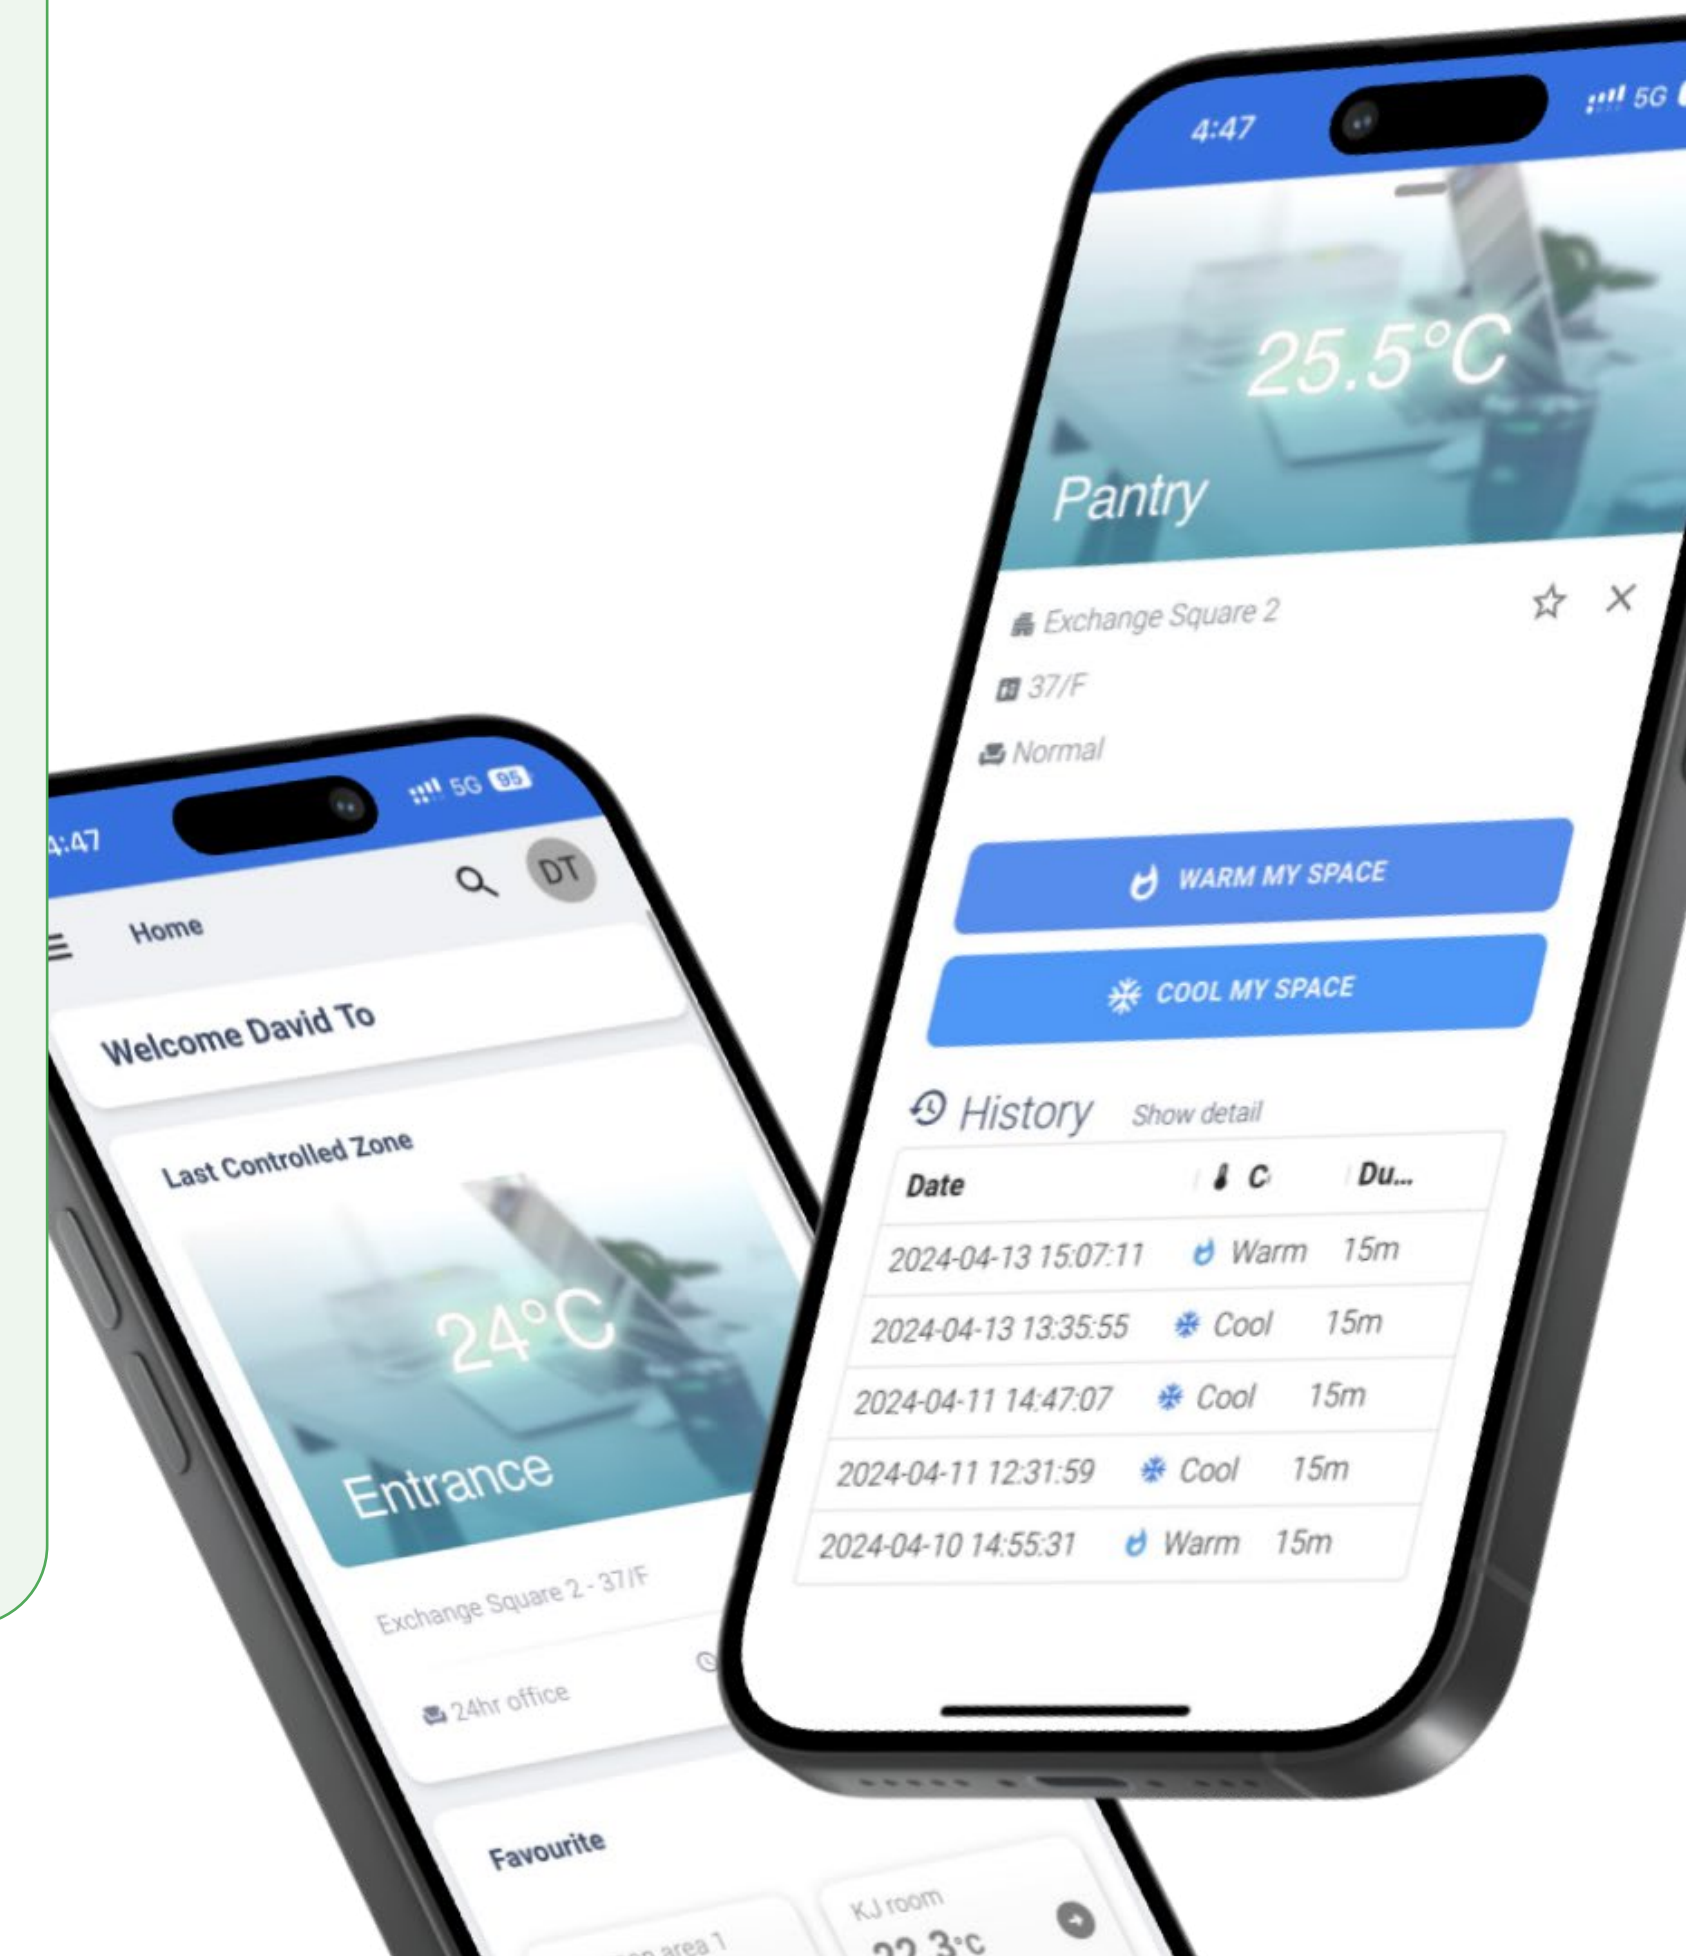 4:47
5G
25.5°C
Pantry
Exchange Square 2
37/F
Normal
WARM MY SPACE
COOL MY SPACE
History Show detail
Date C Du...
2024-04-13 15:07:11 Warm 15m
2024-04-13 13:35:55 Cool 15m
2024-04-11 14:47:07 Cool 15m
2024-04-11 12:31:59 Cool 15m
2024-04-10 14:55:31 Warm 15m
4:47 5G 95
Home DT
Welcome David To
Last Controlled Zone
24°C
Entrance
Exchange Square 2 - 37/F
24hr office
Favourite
area 1
KJ room
22.3°C